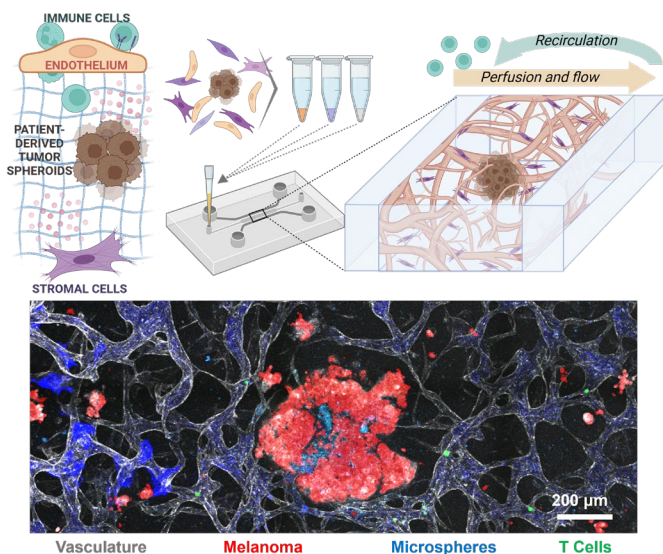 IMMUNE CELLS
ENDOTHELIUM
PATIENT-
DERIVED
TUMOR
SPHEROIDS
STROMAL CELLS
Recirculation
Perfusion and flow
200 μm
Vasculature Melanoma Microspheres T Cells